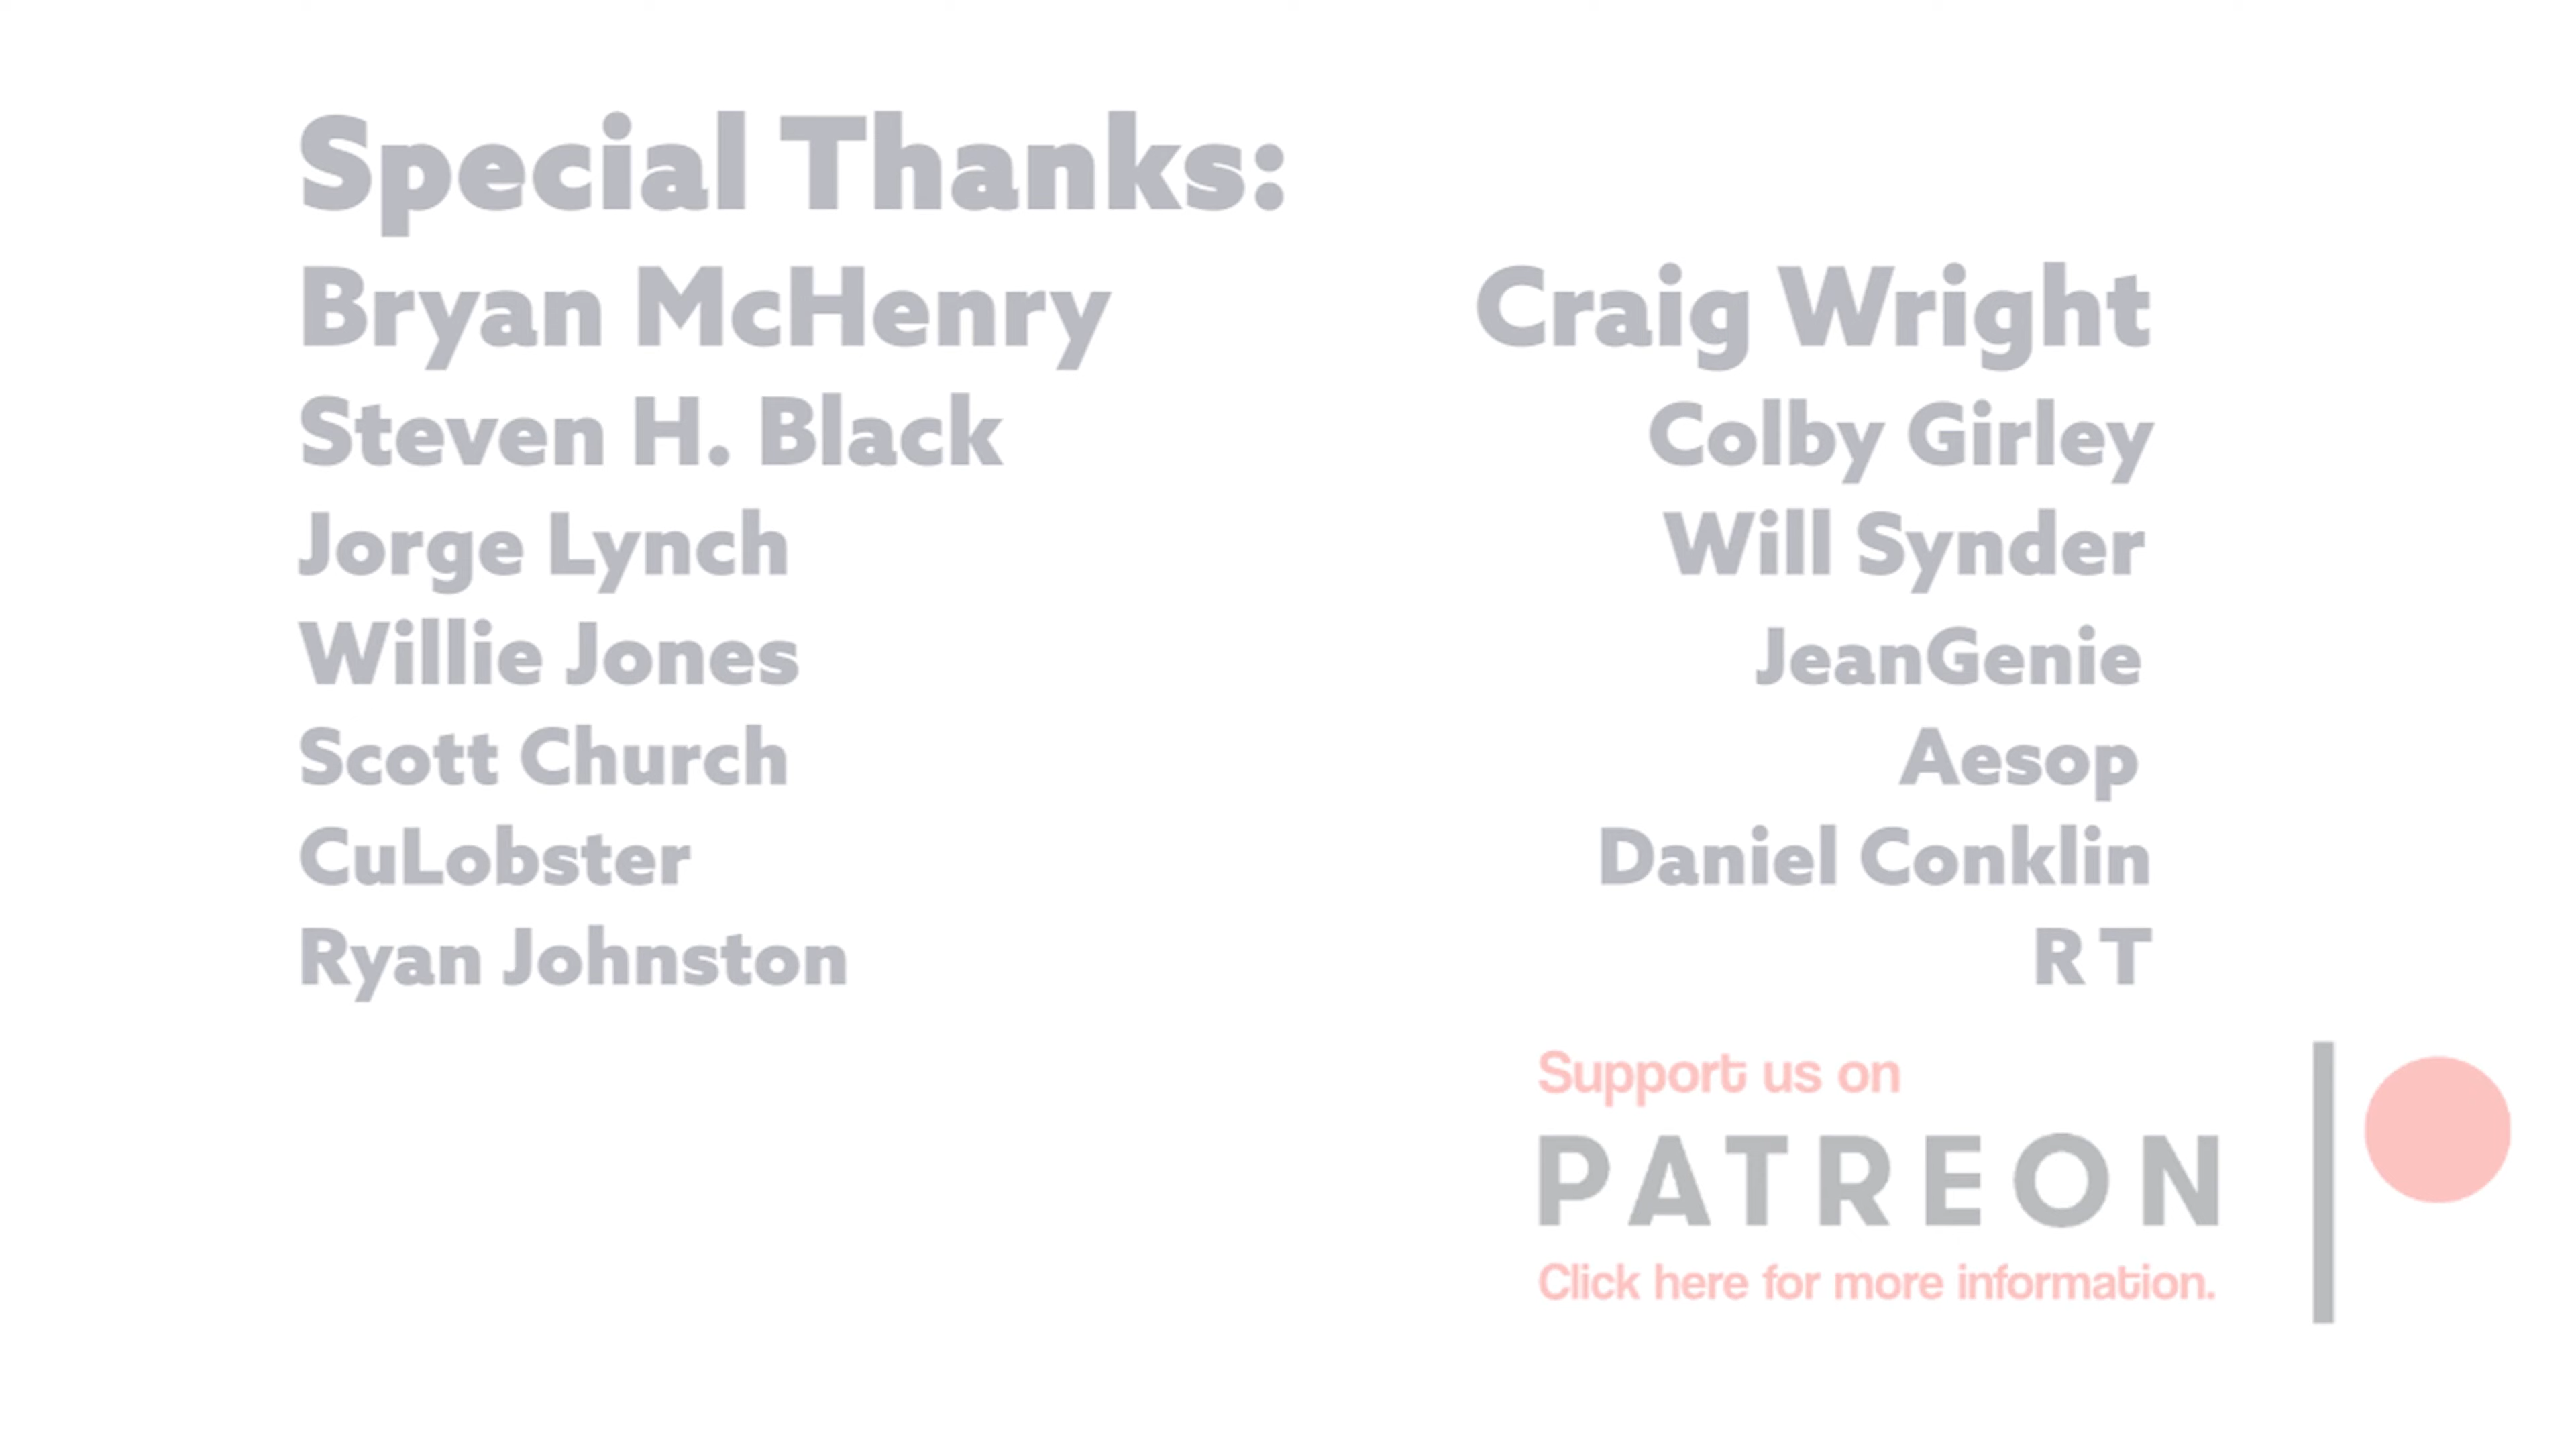 Special Thanks:
Bryan McHenry
Craig Wright
Steven H. Black
Colby Girley
Jorge Lynch
Will Synder
Willie Jones
JeanGenie
Scott Church
Aesop
CuLobster
Daniel Conklin
Ryan Johnston
R T
Support us on
PATREON
Click here for more information.